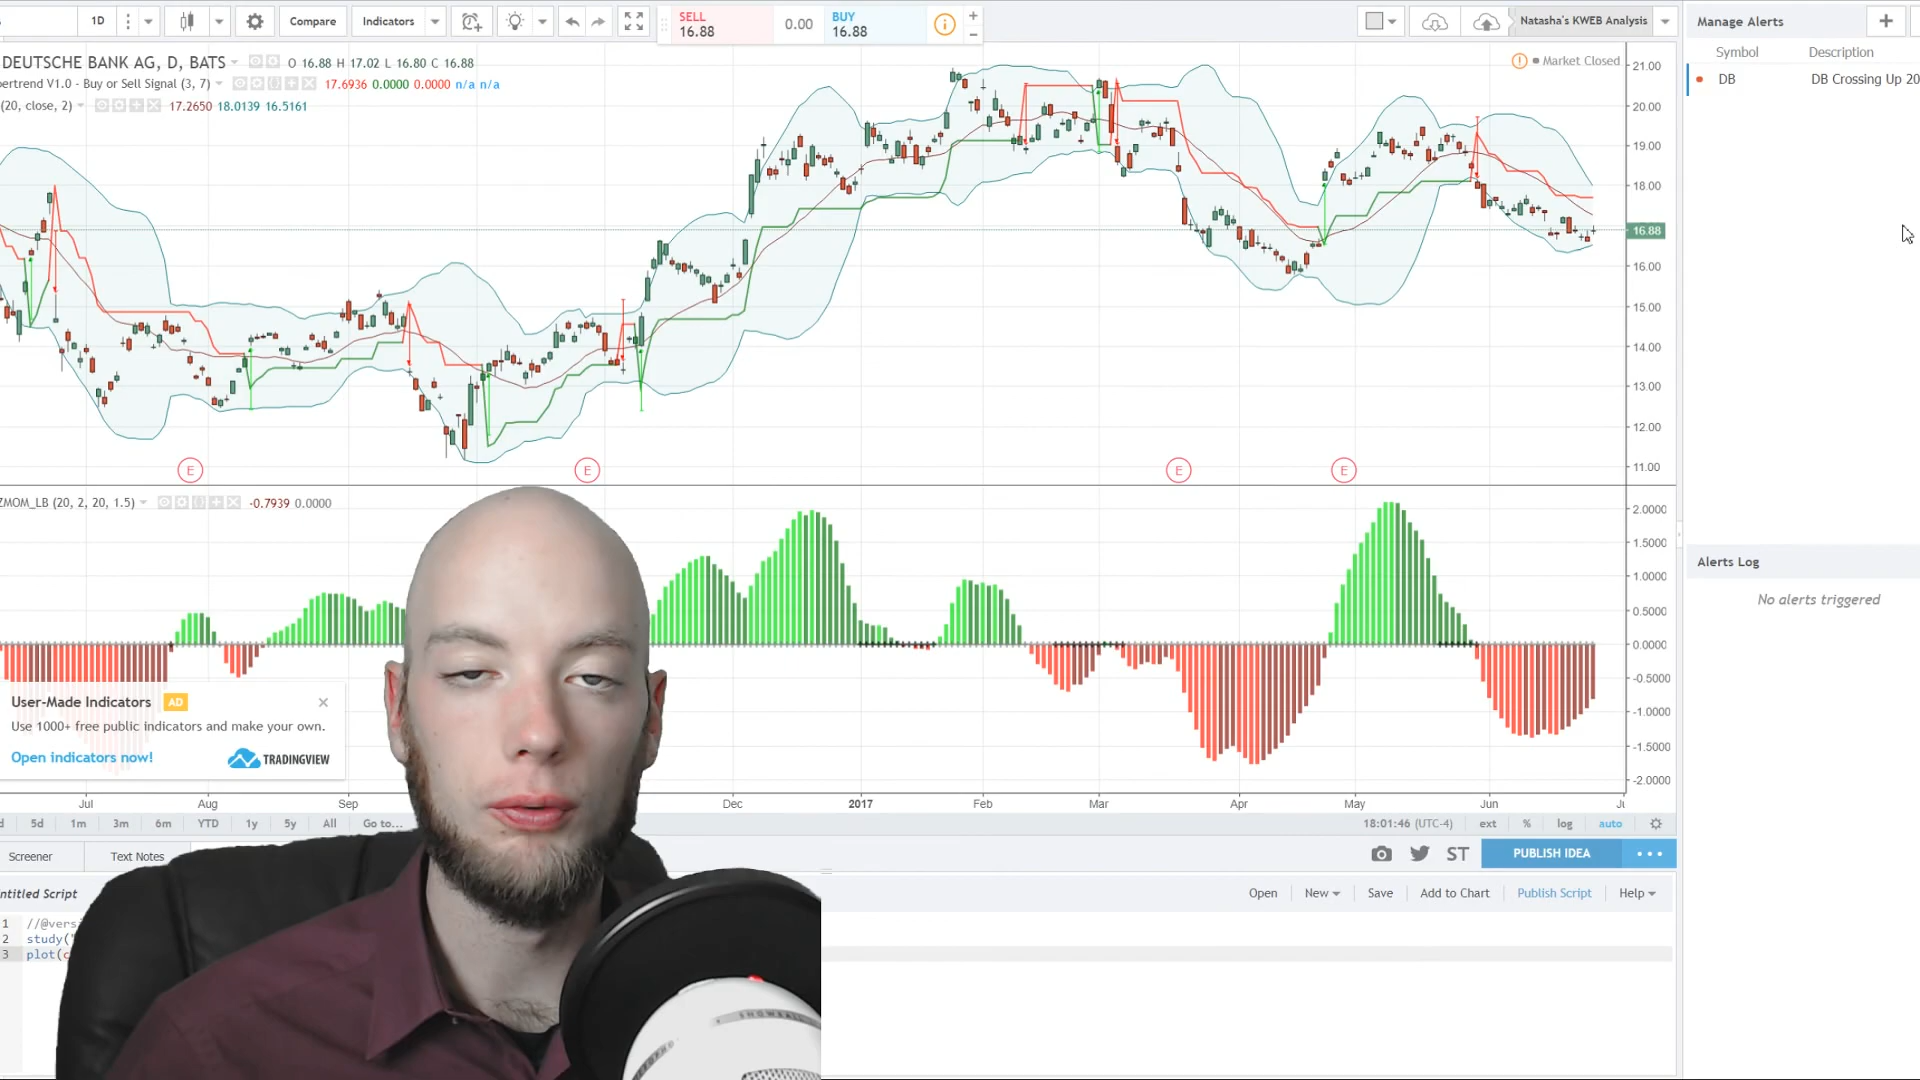 1D
Compare
Indicators
SELL
16.88
0.00
BUY
16.88
Natasha's KWEB Analysis
Manage Alerts
Symbol Description
DB DB Crossing Up 20
DEUTSCHE BANK AG, D, BATS O 16.88 H 17.02 L 16.80 C 16.88
ertrend V1.0 - Buy or Sell Signal (3, 7) 17.6936 0.0000 0.0000 n/a n/a
(20, close, 2) 17.2650 18.0139 16.5161
Market Closed
21.00
20.00
19.00
18.00
16.88
16.00
15.00
14.00
13.00
12.00
11.00
E E E E
ZMOM_LB (20, 2, 20, 1.5) -0.7939 0.0000
2.0000
1.5000
1.0000
0.5000
0.0000
-0.5000
-1.0000
-1.5000
-2.0000
Alerts Log
No alerts triggered
User-Made Indicators AD
Use 1000+ free public indicators and make your own.
Open indicators now! TRADINGVIEW
Jul Aug Sep Dec 2017 Feb Mar Apr May Jun
d 5d 1m 3m 6m YTD 1y 5y All Go to... 18:01:46 (UTC-4) ext % log auto
Screener Text Notes
ST PUBLISH IDEA
ntitled Script Open New Save Add to Chart Publish Script Help
1 //@versi
2 study("
3 plot(c
SNOWBALL